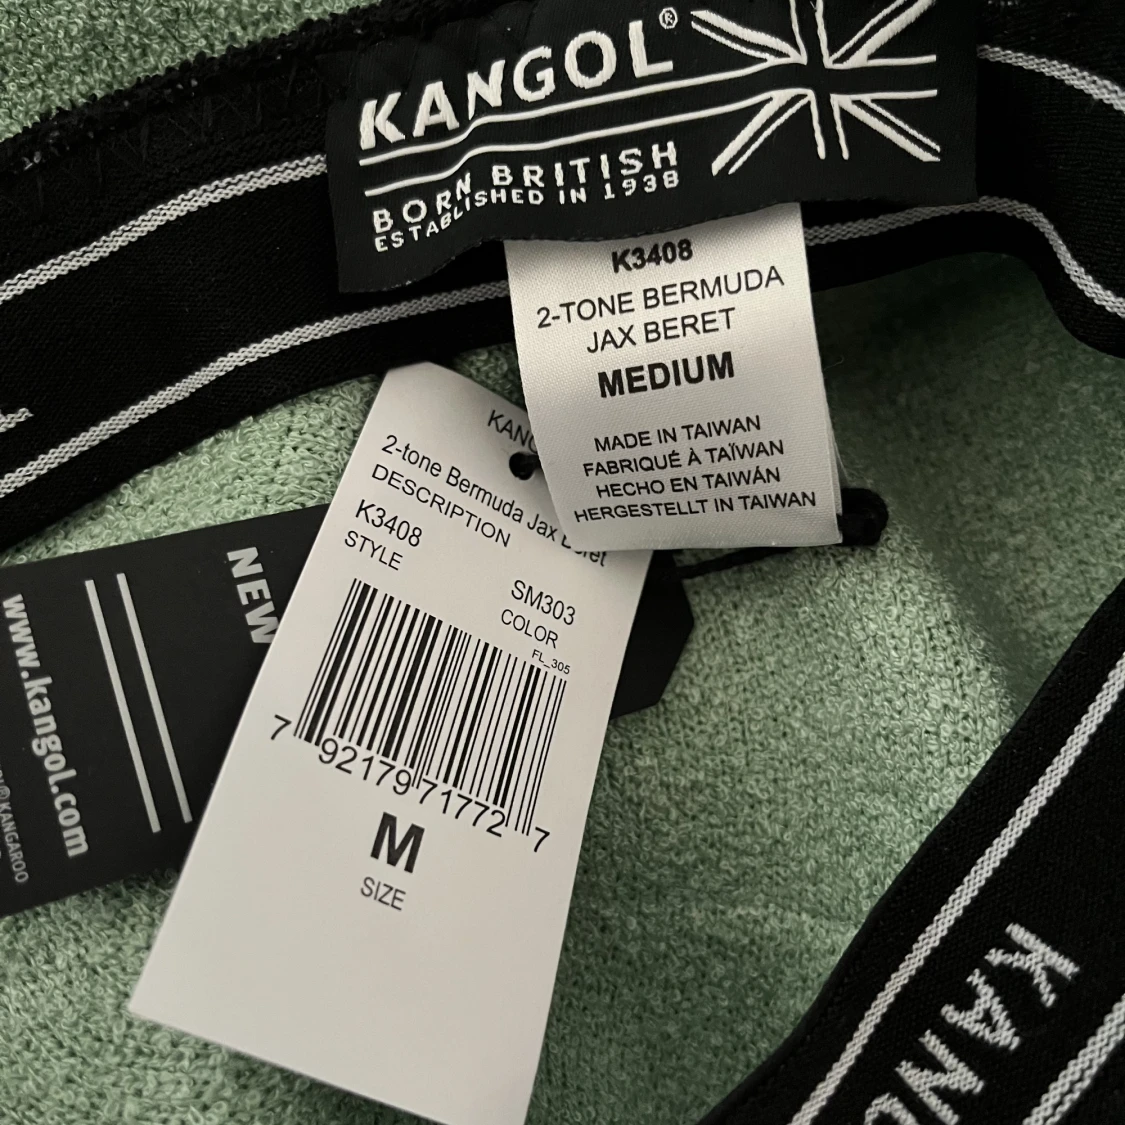 KANGOL®
BORN BRITISH
ESTABLISHED IN 1938
K3408
2-TONE BERMUDA
JAX BERET
MEDIUM
MADE IN TAIWAN
FABRIQUÉ À TAÏWAN
HECHO EN TAIWÁN
HERGESTELLT IN TAIWAN
2-tone Bermuda Jax
DESCRIPTION
K3408
STYLE
SM303
COLOR
FL_305
7 92179 71772 7
M
SIZE
NEW
www.kangol.com
KANGAROO